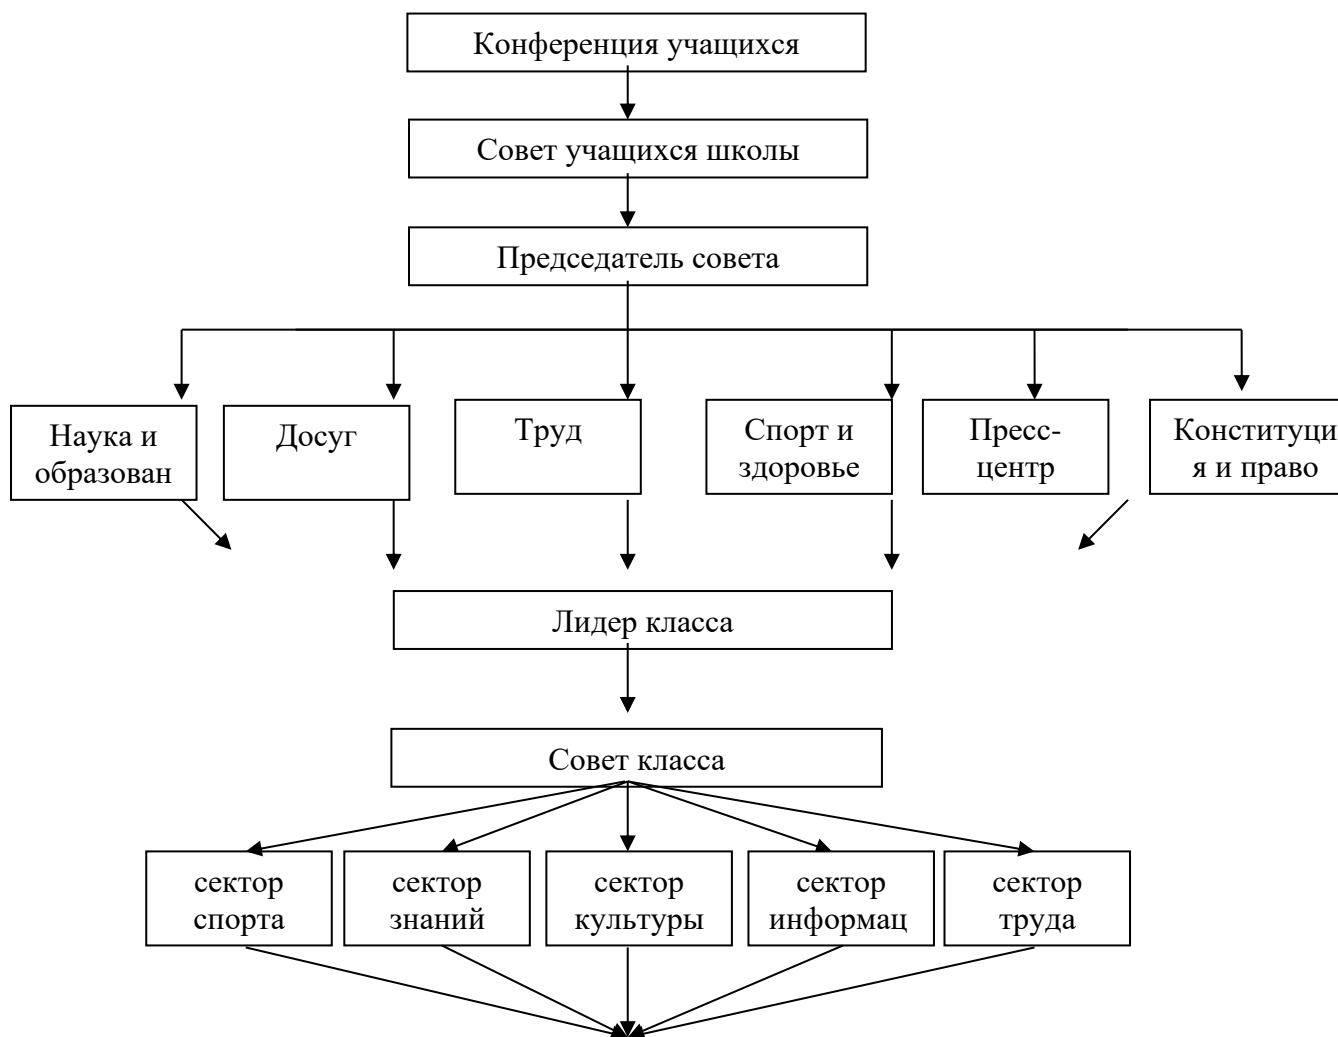 Конференция учащихся
Совет учащихся школы
Председатель совета
Наука и
образован
Досуг
Труд
Спорт и
здоровье
Пресс-
центр
Конституци
я и право
Лидер класса
Совет класса
сектор
спорта
сектор
знаний
сектор
культуры
сектор
информац
сектор
труда